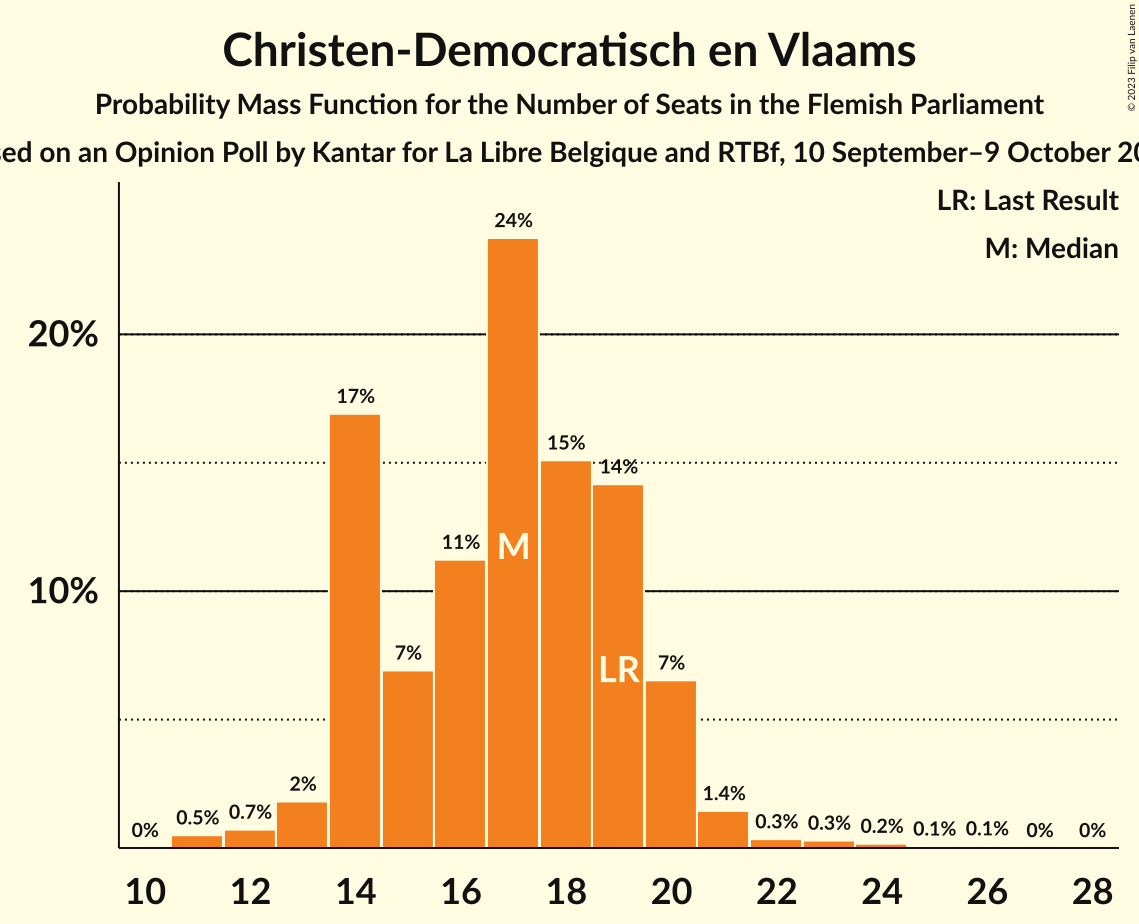 © 2023 Filip van Laenen
Christen-Democratisch en Vlaams
Probability Mass Function for the Number of Seats in the Flemish Parliament
on an Opinion Poll by Kantar for La Libre Belgique and RTBf, 10 September–9 October
LR: Last Result
M: Median
24%
20%
17%
15%
14%
11%
M
10%
7%
LR
7%
2%
1.4%
0% 0.5% 0.7% 0.3% 0.3% 0.2% 0.1% 0.1% 0% 0%
10 12 14 16 18 20 22 24 26 28